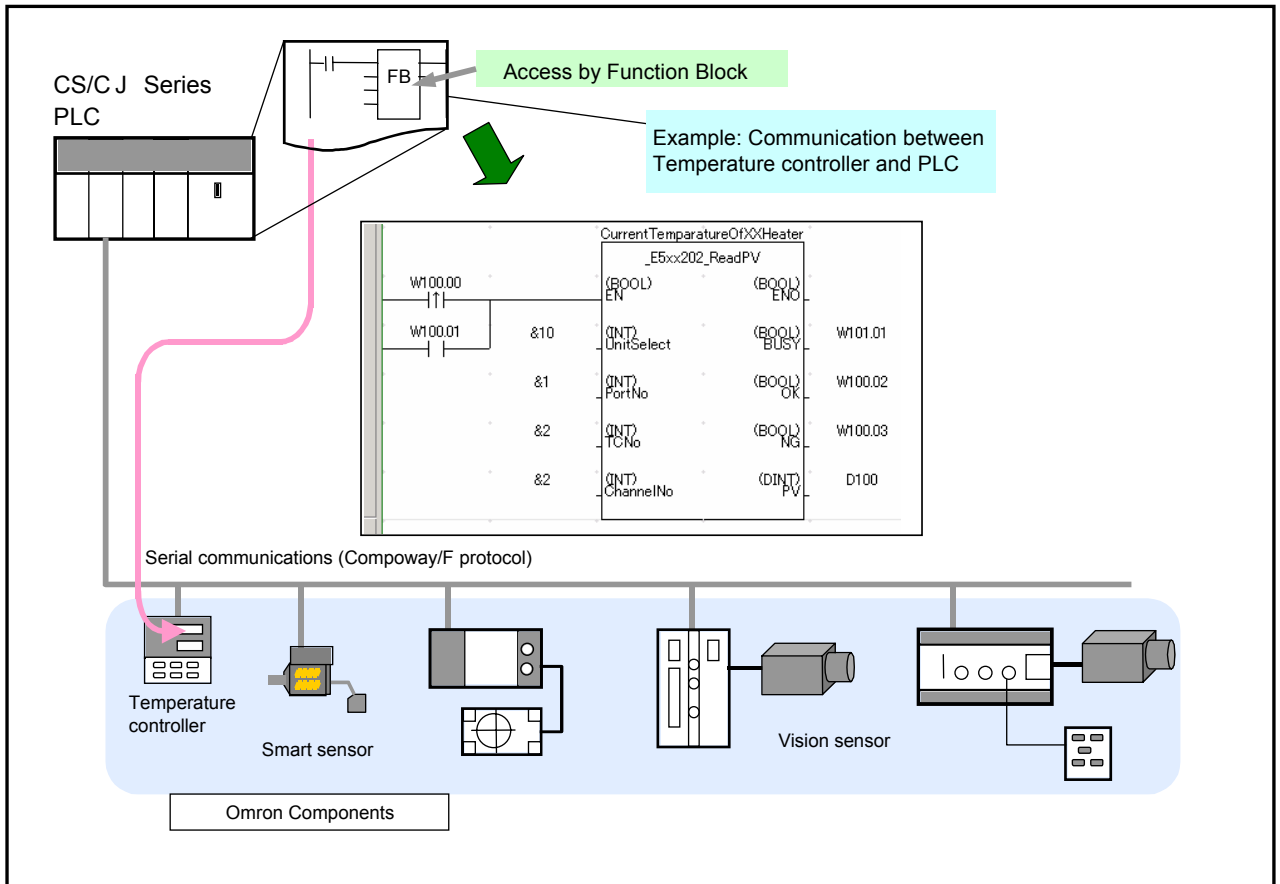 CS/CJ Series
PLC
FB
Access by Function Block
Example: Communication between
Temperature controller and PLC
CurrentTemparatureOfXXHeater
_E5xx202_ReadPV
W100.00
(BOOL)
EN
(BOOL)
ENO
W100.01
&10
(INT)
UnitSelect
(BOOL)
BUSY
W101.01
&1
(INT)
PortNo
(BOOL)
OK
W100.02
&2
(INT)
TCNo
(BOOL)
NG
W100.03
&2
(INT)
ChannelNo
(DINT)
PV
D100
Serial communications (Compoway/F protocol)
Temperature
controller
Smart sensor
Vision sensor
Omron Components